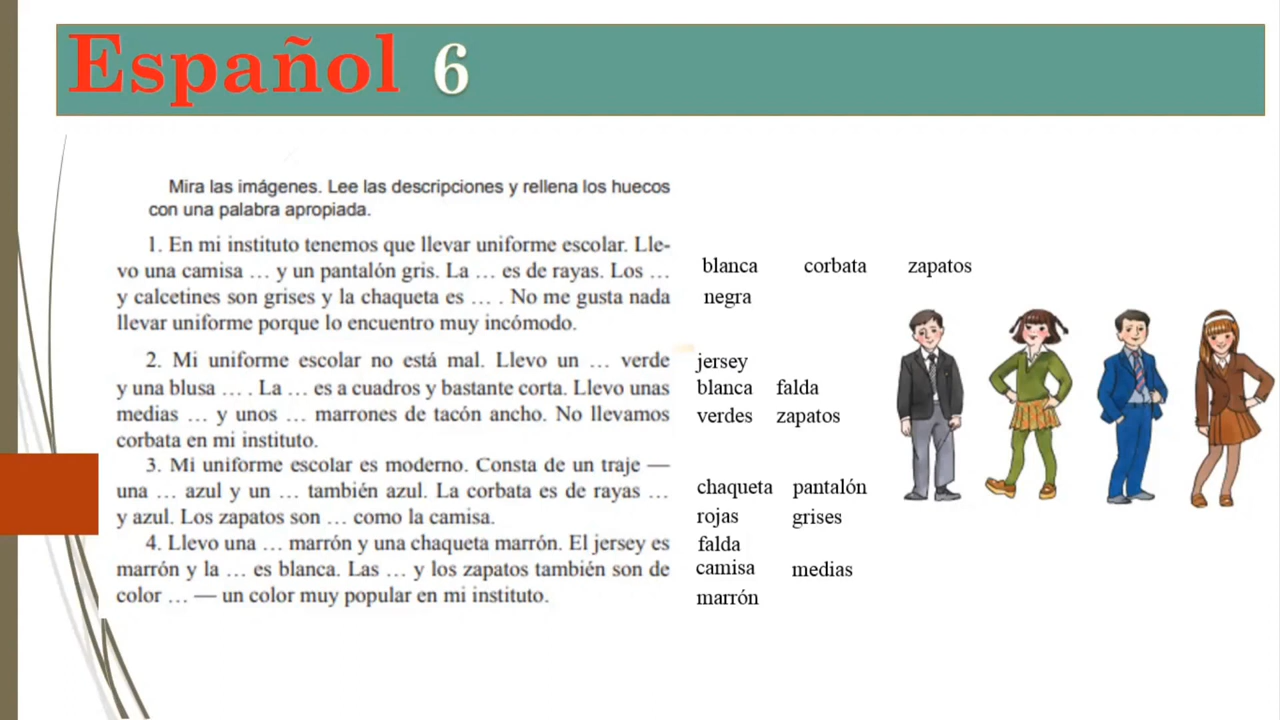 Español 6
Mira las imágenes. Lee las descripciones y rellena los huecos
con una palabra apropiada.
1. En mi instituto tenemos que llevar uniforme escolar. Lle-
vo una camisa … y un pantalón gris. La … es de rayas. Los …
y calcetines son grises y la chaqueta es … . No me gusta nada
llevar uniforme porque lo encuentro muy incómodo.
2. Mi uniforme escolar no está mal. Llevo un … verde
y una blusa … . La … es a cuadros y bastante corta. Llevo unas
medias … y unos … marrones de tacón ancho. No llevamos
corbata en mi instituto.
3. Mi uniforme escolar es moderno. Consta de un traje —
una … azul y un … también azul. La corbata es de rayas …
y azul. Los zapatos son … como la camisa.
4. Llevo una … marrón y una chaqueta marrón. El jersey es
marrón y la … es blanca. Las … y los zapatos también son de
color … — un color muy popular en mi instituto.
blanca corbata zapatos
negra
jersey
blanca falda
verdes zapatos
chaqueta pantalón
rojas grises
falda
camisa medias
marrón